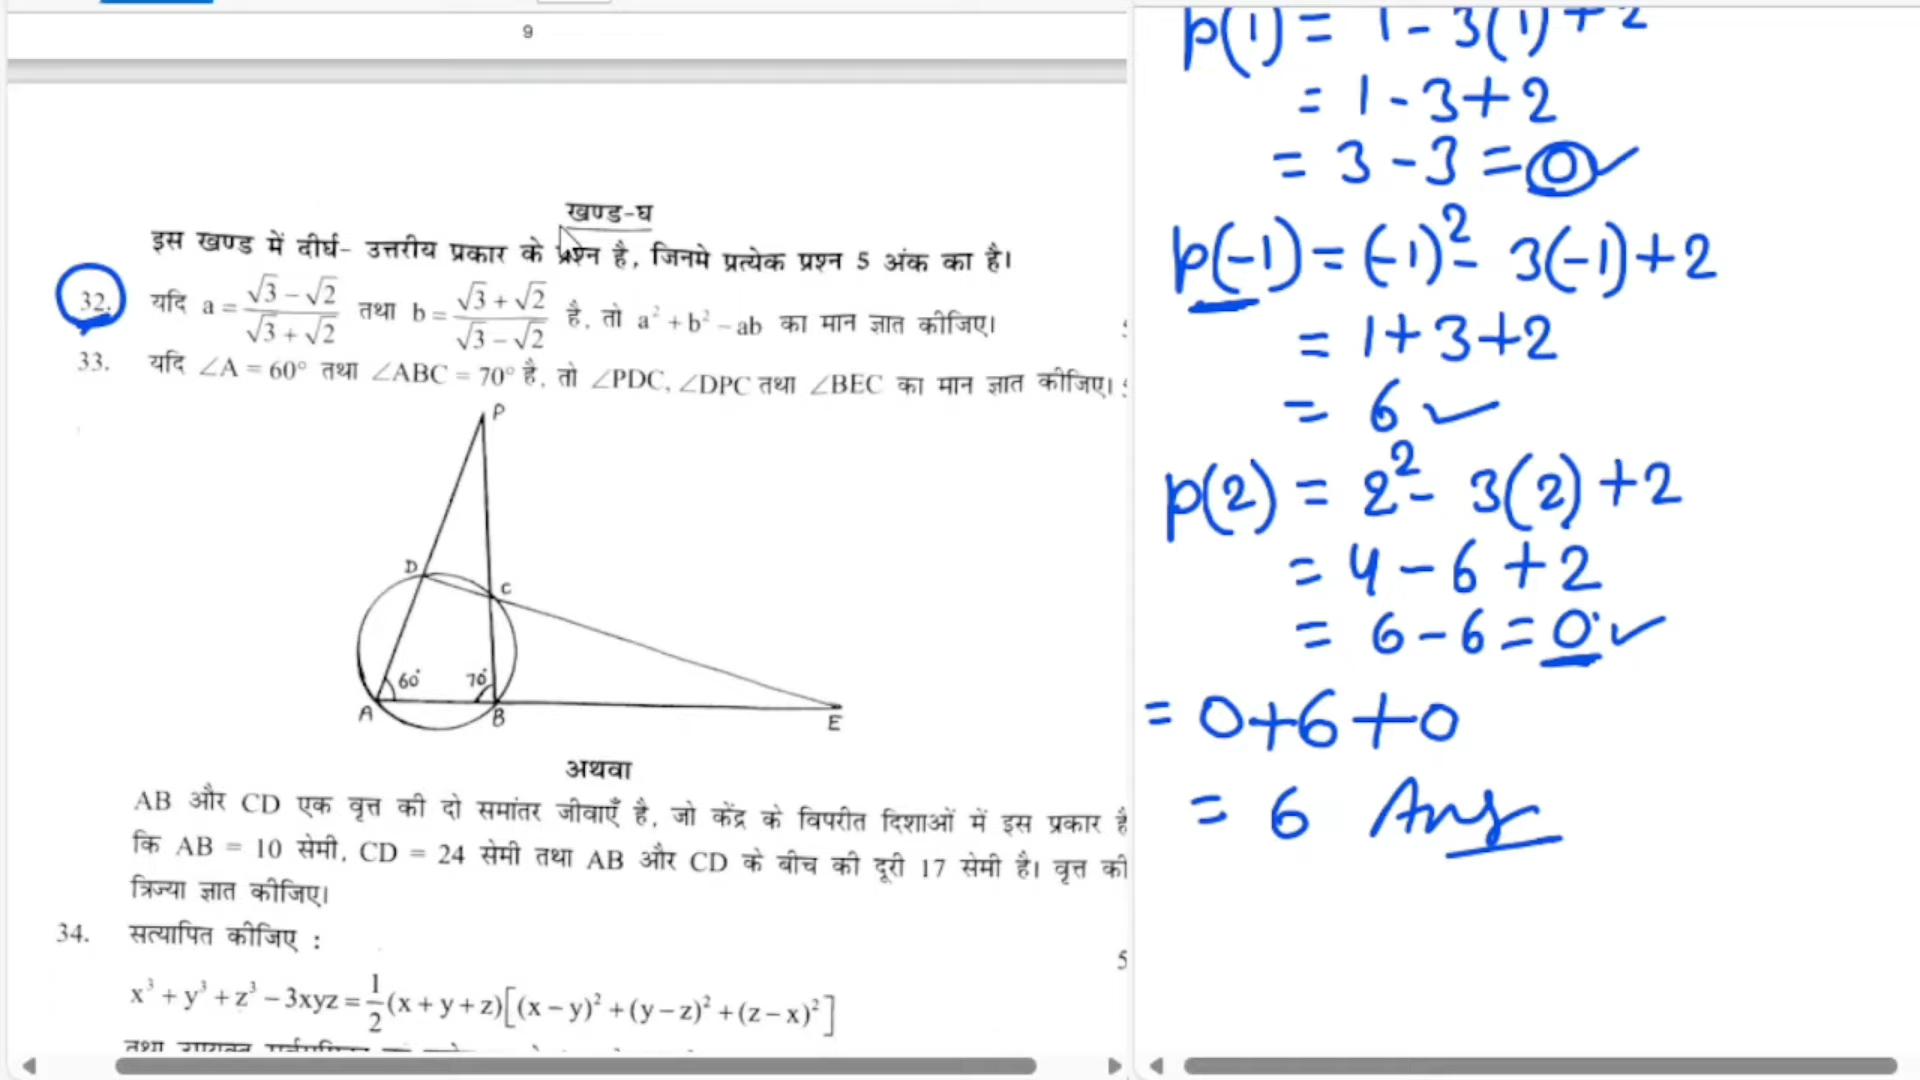 9
खण्ड-घ
इस खण्ड में दीर्घ- उत्तरीय प्रकार के प्रश्न है, जिनमे प्रत्येक प्रश्न 5 अंक का है।
32. यदि a = (√3 − √2)/(√3 + √2) तथा b = (√3 + √2)/(√3 − √2) है, तो a² + b² − ab का मान ज्ञात कीजिए।
33. यदि ∠A = 60° तथा ∠ABC = 70° है, तो ∠PDC, ∠DPC तथा ∠BEC का मान ज्ञात कीजिए।
P
D
C
60° 70°
A B E
अथवा
AB और CD एक वृत्त की दो समांतर जीवाएँ है, जो केंद्र के विपरीत दिशाओं में इस प्रकार है
कि AB = 10 सेमी, CD = 24 सेमी तथा AB और CD के बीच की दूरी 17 सेमी है। वृत्त की
त्रिज्या ज्ञात कीजिए।
34. सत्यापित कीजिए :
5
x³ + y³ + z³ − 3xyz = 1/2 (x + y + z)[(x − y)² + (y − z)² + (z − x)²]
p(1) = 1 - 3(1) + 2
= 1 - 3 + 2
= 3 - 3 = 0
p(-1) = (-1)² - 3(-1) + 2
= 1 + 3 + 2
= 6
p(2) = 2² - 3(2) + 2
= 4 - 6 + 2
= 6 - 6 = 0
= 0 + 6 + 0
= 6 Ans